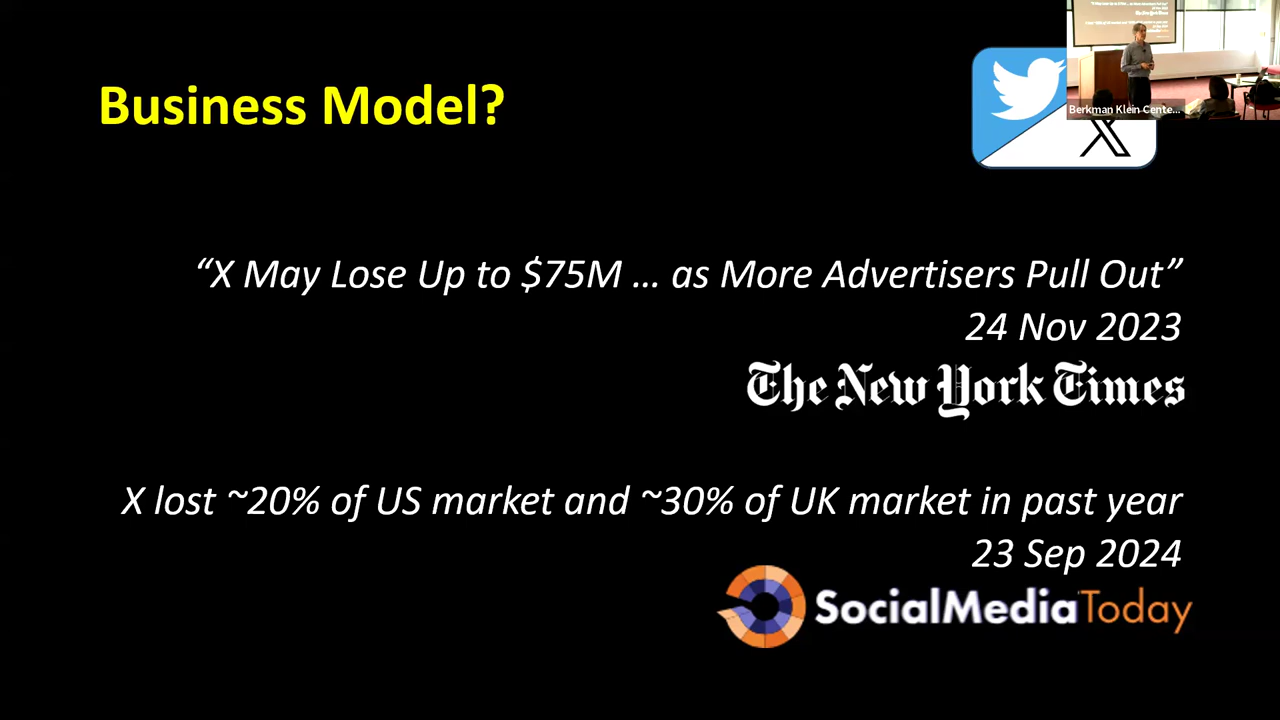 Business Model?
Berkman Klein Cente...
X
“X May Lose Up to $75M ... as More Advertisers Pull Out”
24 Nov 2023
The New York Times
X lost ~20% of US market and ~30% of UK market in past year
23 Sep 2024
SocialMediaToday